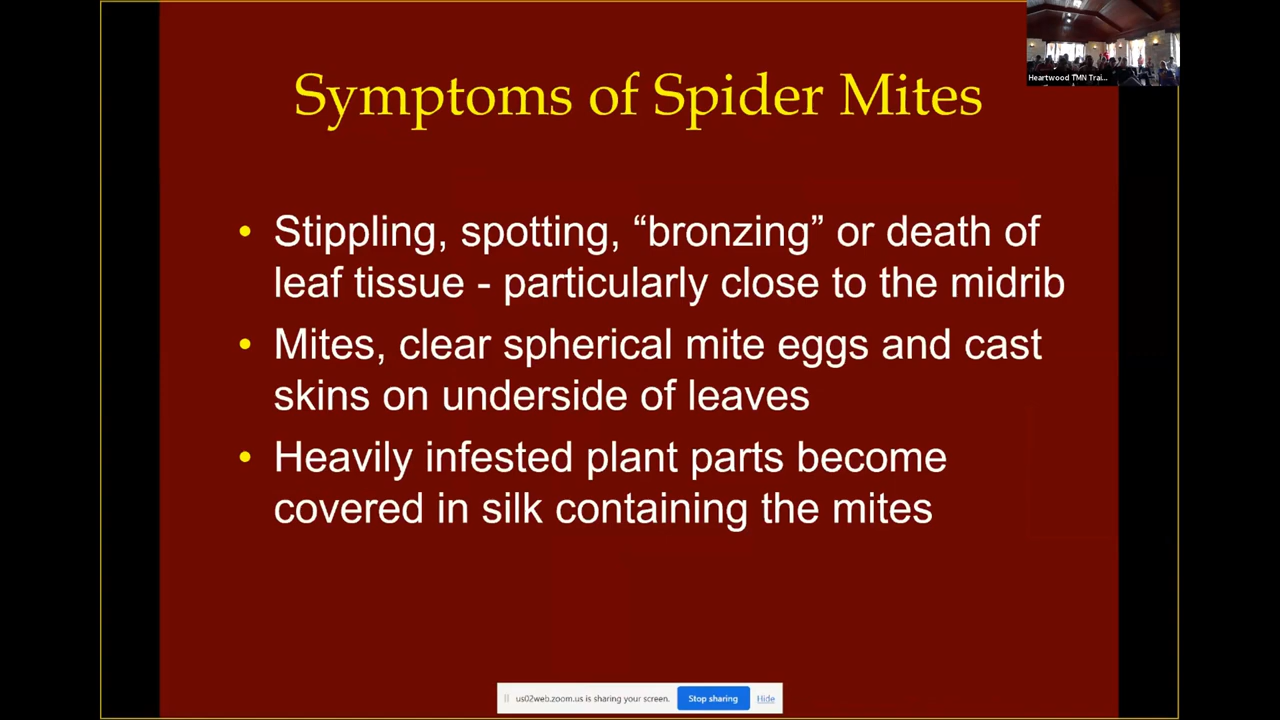 Heartwood TMN Trai...
Symptoms of Spider Mites
• Stippling, spotting, “bronzing” or death of
leaf tissue - particularly close to the midrib
• Mites, clear spherical mite eggs and cast
skins on underside of leaves
• Heavily infested plant parts become
covered in silk containing the mites
us02web.zoom.us is sharing your screen. Stop sharing Hide